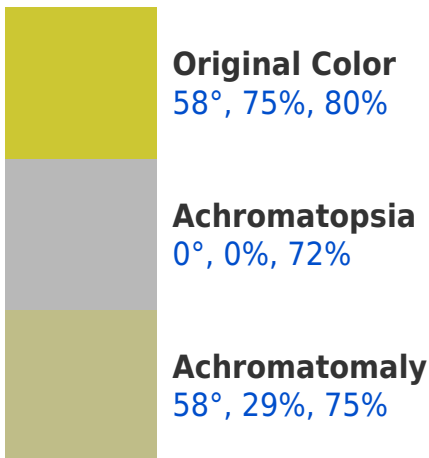 Original Color
58°, 75%, 80%
Achromatopsia
0°, 0%, 72%
Achromatomaly
58°, 29%, 75%